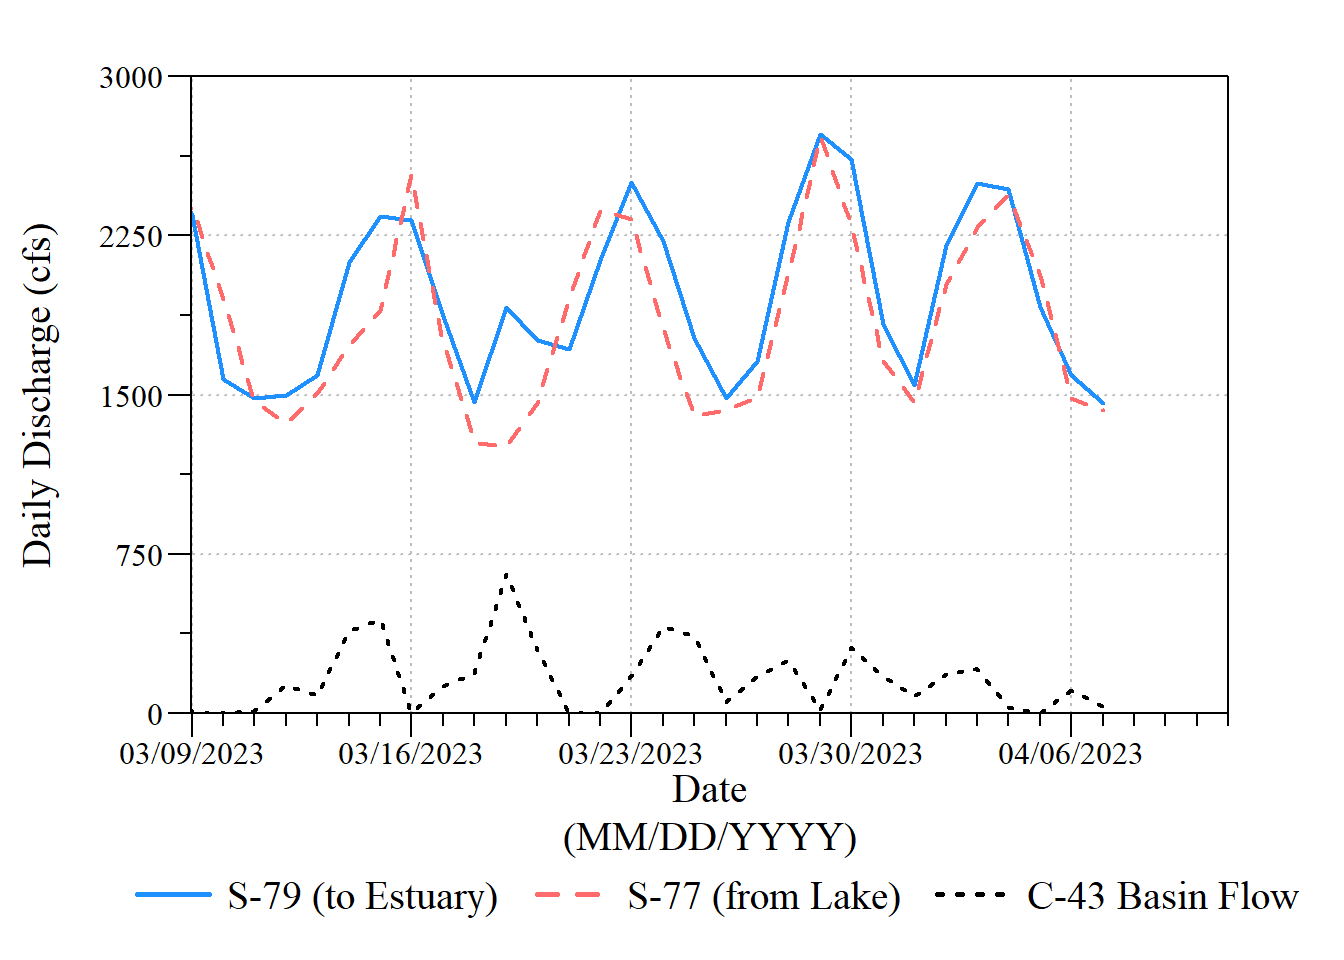 3000
2250
1500
750
0
Daily Discharge (cfs)
03/09/2023 03/16/2023 03/23/2023 03/30/2023 04/06/2023
Date
(MM/DD/YYYY)
S-79 (to Estuary) S-77 (from Lake) C-43 Basin Flow